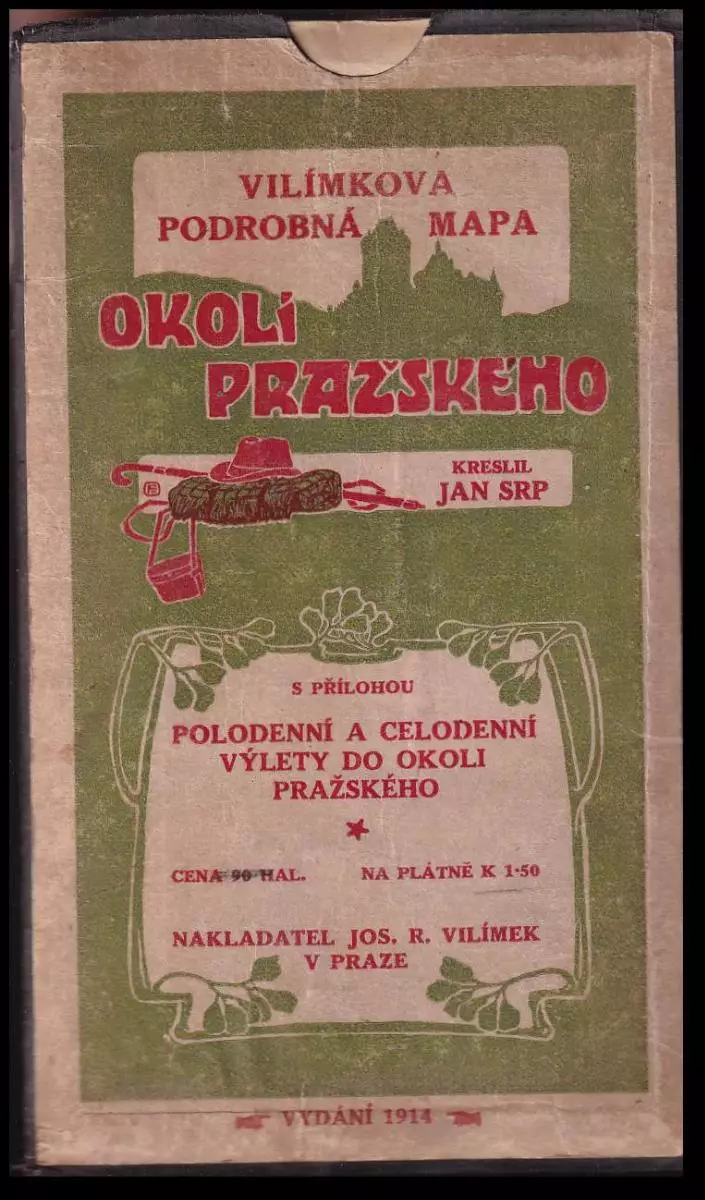 VILÍMKOVA
PODROBNÁ MAPA
OKOLÍ
PRAŽSKÉHO
KRESLIL
JAN SRP
S PŘÍLOHOU
POLODENNÍ A CELODENNÍ
VÝLETY DO OKOLI
PRAŽSKÉHO
CENA 90 HAL. NA PLÁTNĚ K 1·50
NAKLADATEL JOS. R. VILÍMEK
V PRAZE
VYDÁNÍ 1914